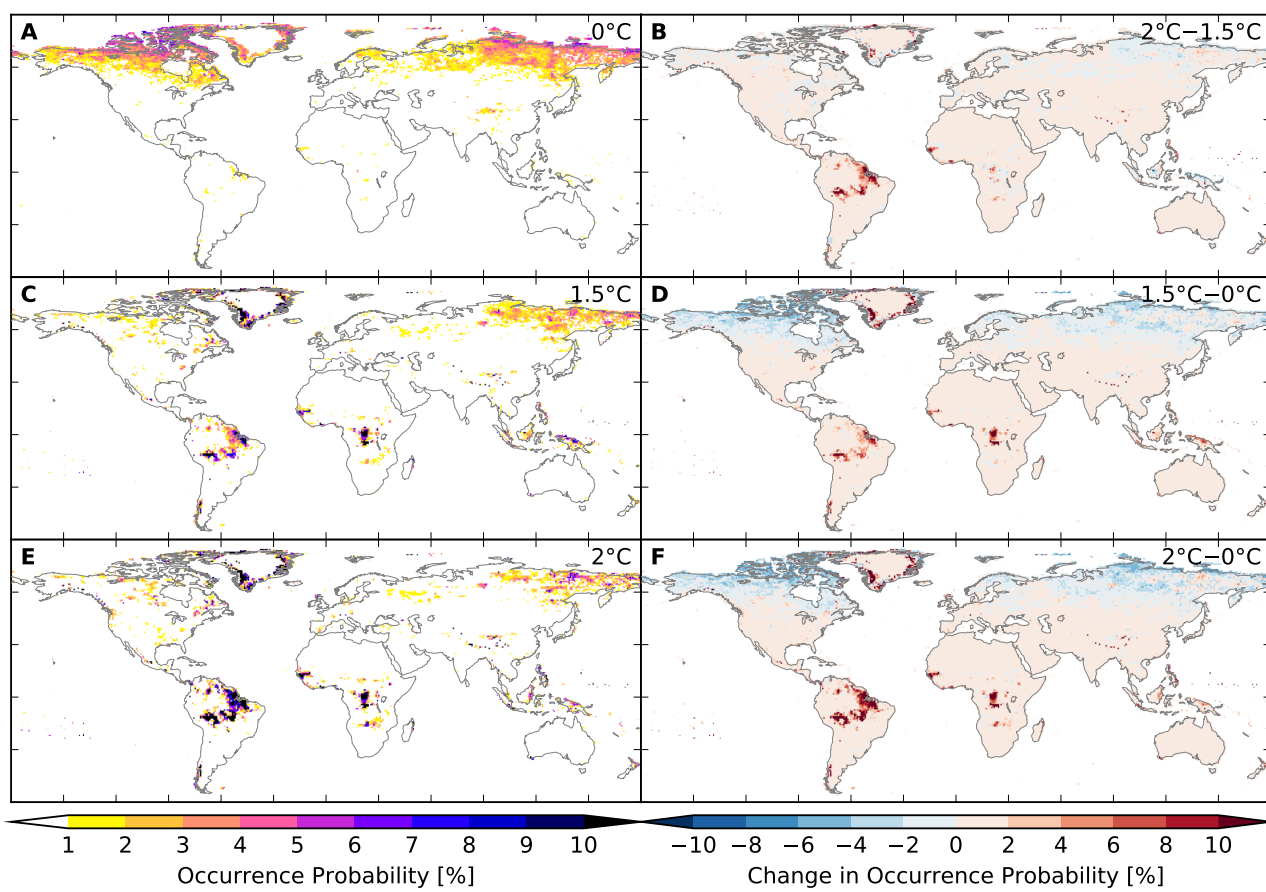 A 0°C
B 2°C−1.5°C
C 1.5°C
D 1.5°C−0°C
E 2°C
F 2°C−0°C
1 2 3 4 5 6 7 8 9 10
−10 −8 −6 −4 −2 0 2 4 6 8 10
Occurrence Probability [%]
Change in Occurrence Probability [%]